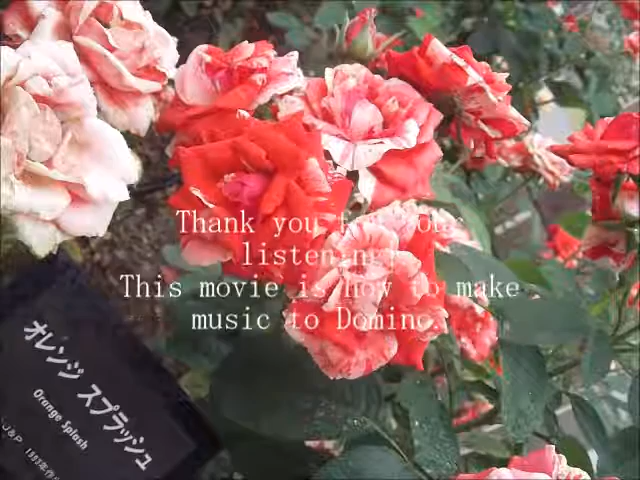 Thank you for
listening!
This movie is how to make
music to Domino.
オレンジ スプラッシュ
Orange Splash
J&P